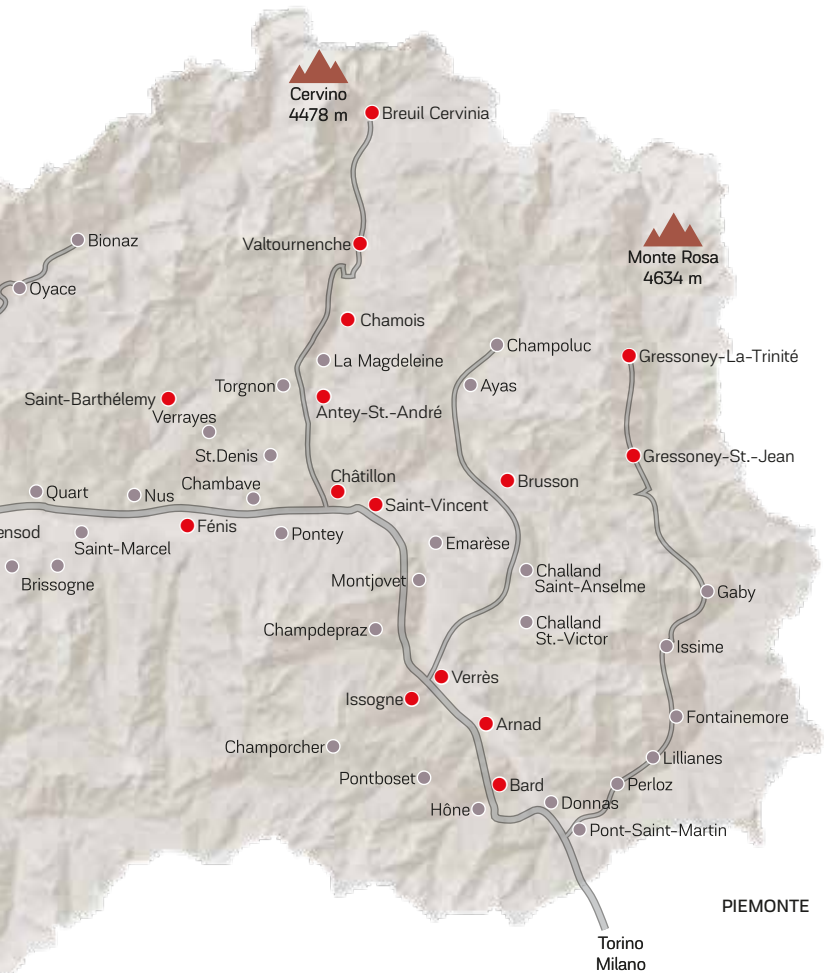 Cervino
4478 m
Breuil Cervinia
Bionaz
Valtournenche
Monte Rosa
4634 m
Oyace
Chamois
Champoluc
Gressoney-La-Trinité
La Magdeleine
Torgnon
Ayas
Saint-Barthélemy
Antey-St.-André
Verrayes
St.Denis
Gressoney-St.-Jean
Châtillon
Brusson
Chambave
Quart
Nus
Saint-Vincent
Fénis
ensod
Pontey
Saint-Marcel
Emarèse
Brissogne
Montjovet
Challand
Saint-Anselme
Gaby
Challand
St.-Victor
Champdepraz
Issime
Verrès
Issogne
Fontainemore
Arnad
Champorcher
Lillianes
Pontboset
Bard
Perloz
Hône
Donnas
Pont-Saint-Martin
PIEMONTE
Torino
Milano